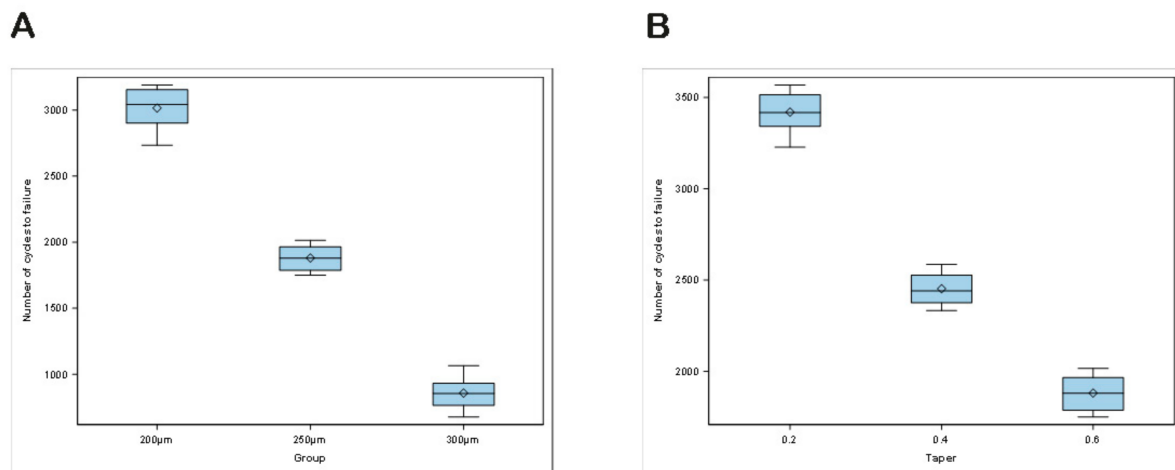 A
B
Number of cycles to failure
3000
2500
2000
1500
1000
200µm
250µm
300µm
Group
Number of cycles to failure
3500
3000
2500
2000
0.2
0.4
0.6
Taper